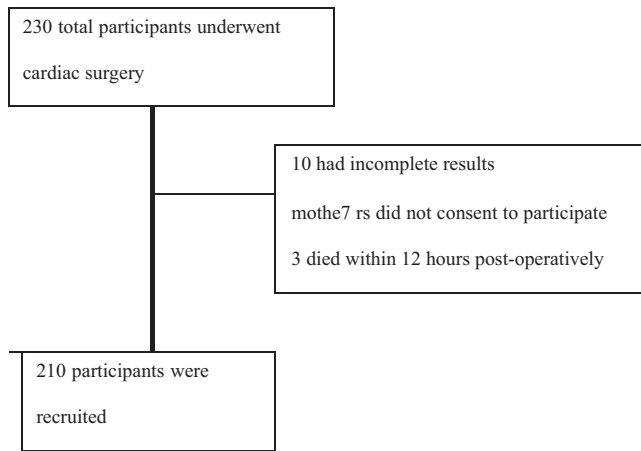 230 total participants underwent
cardiac surgery
10 had incomplete results
mothe7 rs did not consent to participate
3 died within 12 hours post-operatively
210 participants were
recruited